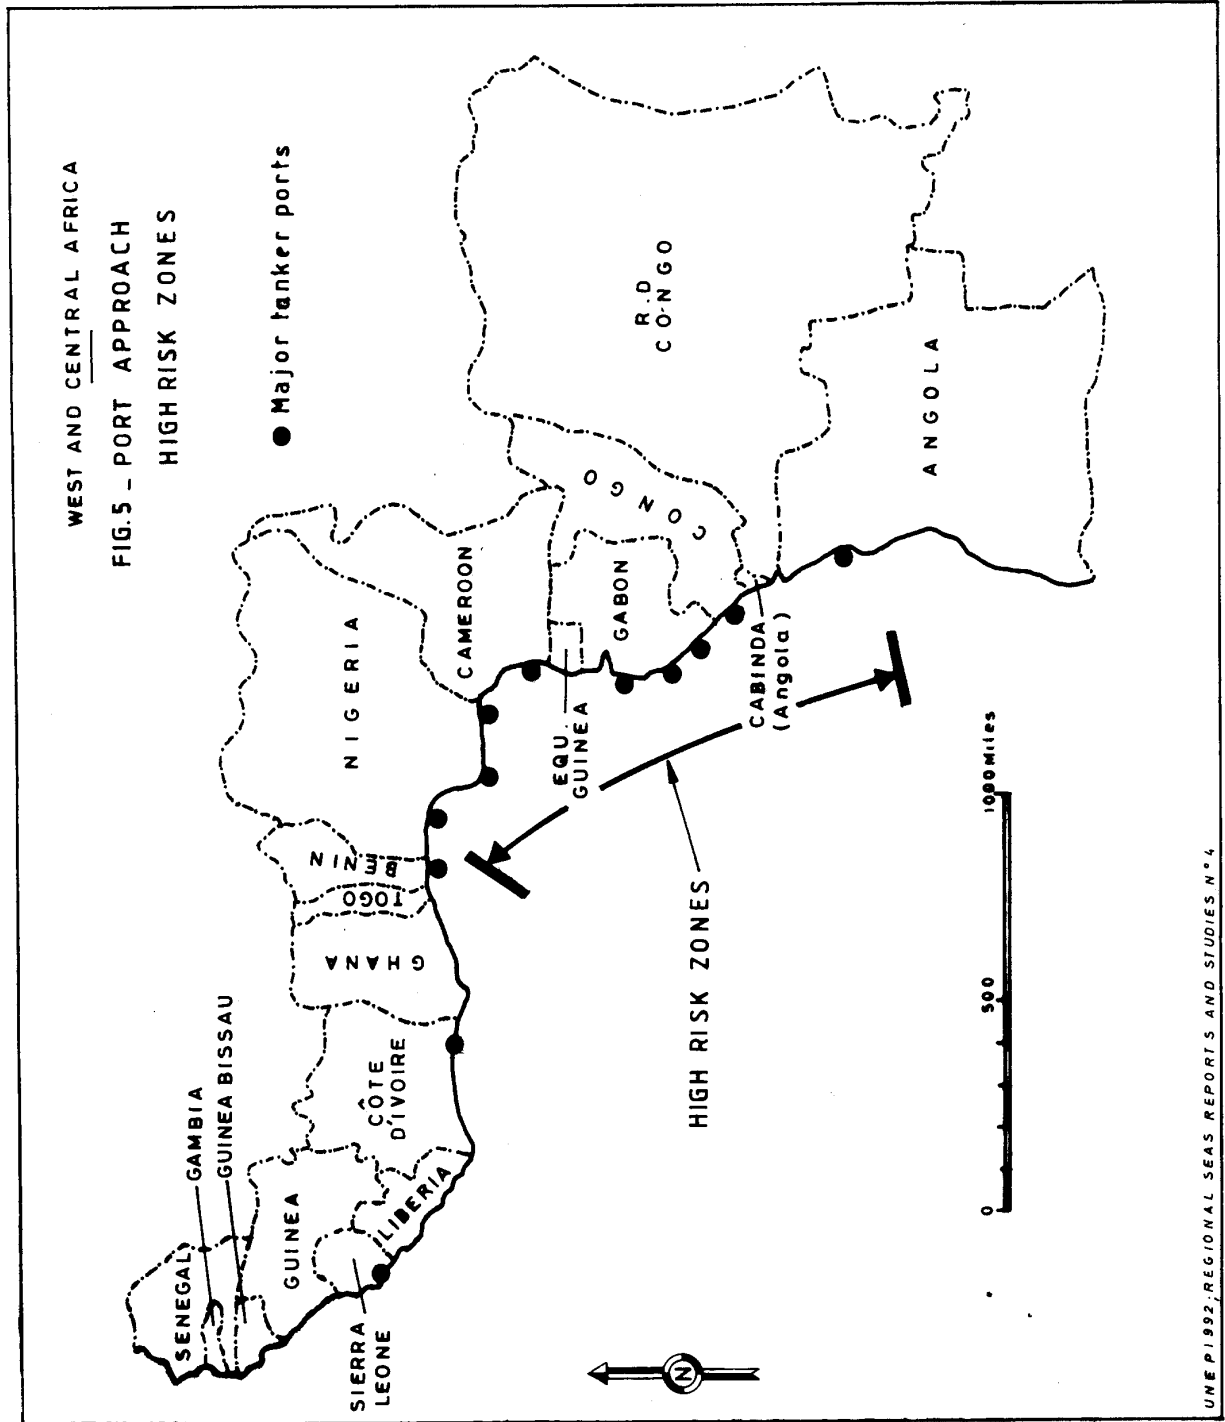 WEST AND CENTRAL AFRICA
FIG.5 _ PORT APPROACH
HIGH RISK ZONES
● Major tanker ports
SENEGAL
GAMBIA
GUINEA BISSAU
GUINEA
SIERRA
LEONE
LIBERIA
CÔTE
D'IVOIRE
GHANA
TOGO
BENIN
NIGERIA
CAMEROON
EQU.
GUINEA
GABON
CONGO
R.D
CONGO
CABINDA
(Angola)
ANGOLA
HIGH RISK ZONES
0 500 1000 Miles
N
UNEP 1992: REGIONAL SEAS REPORTS AND STUDIES N° 4